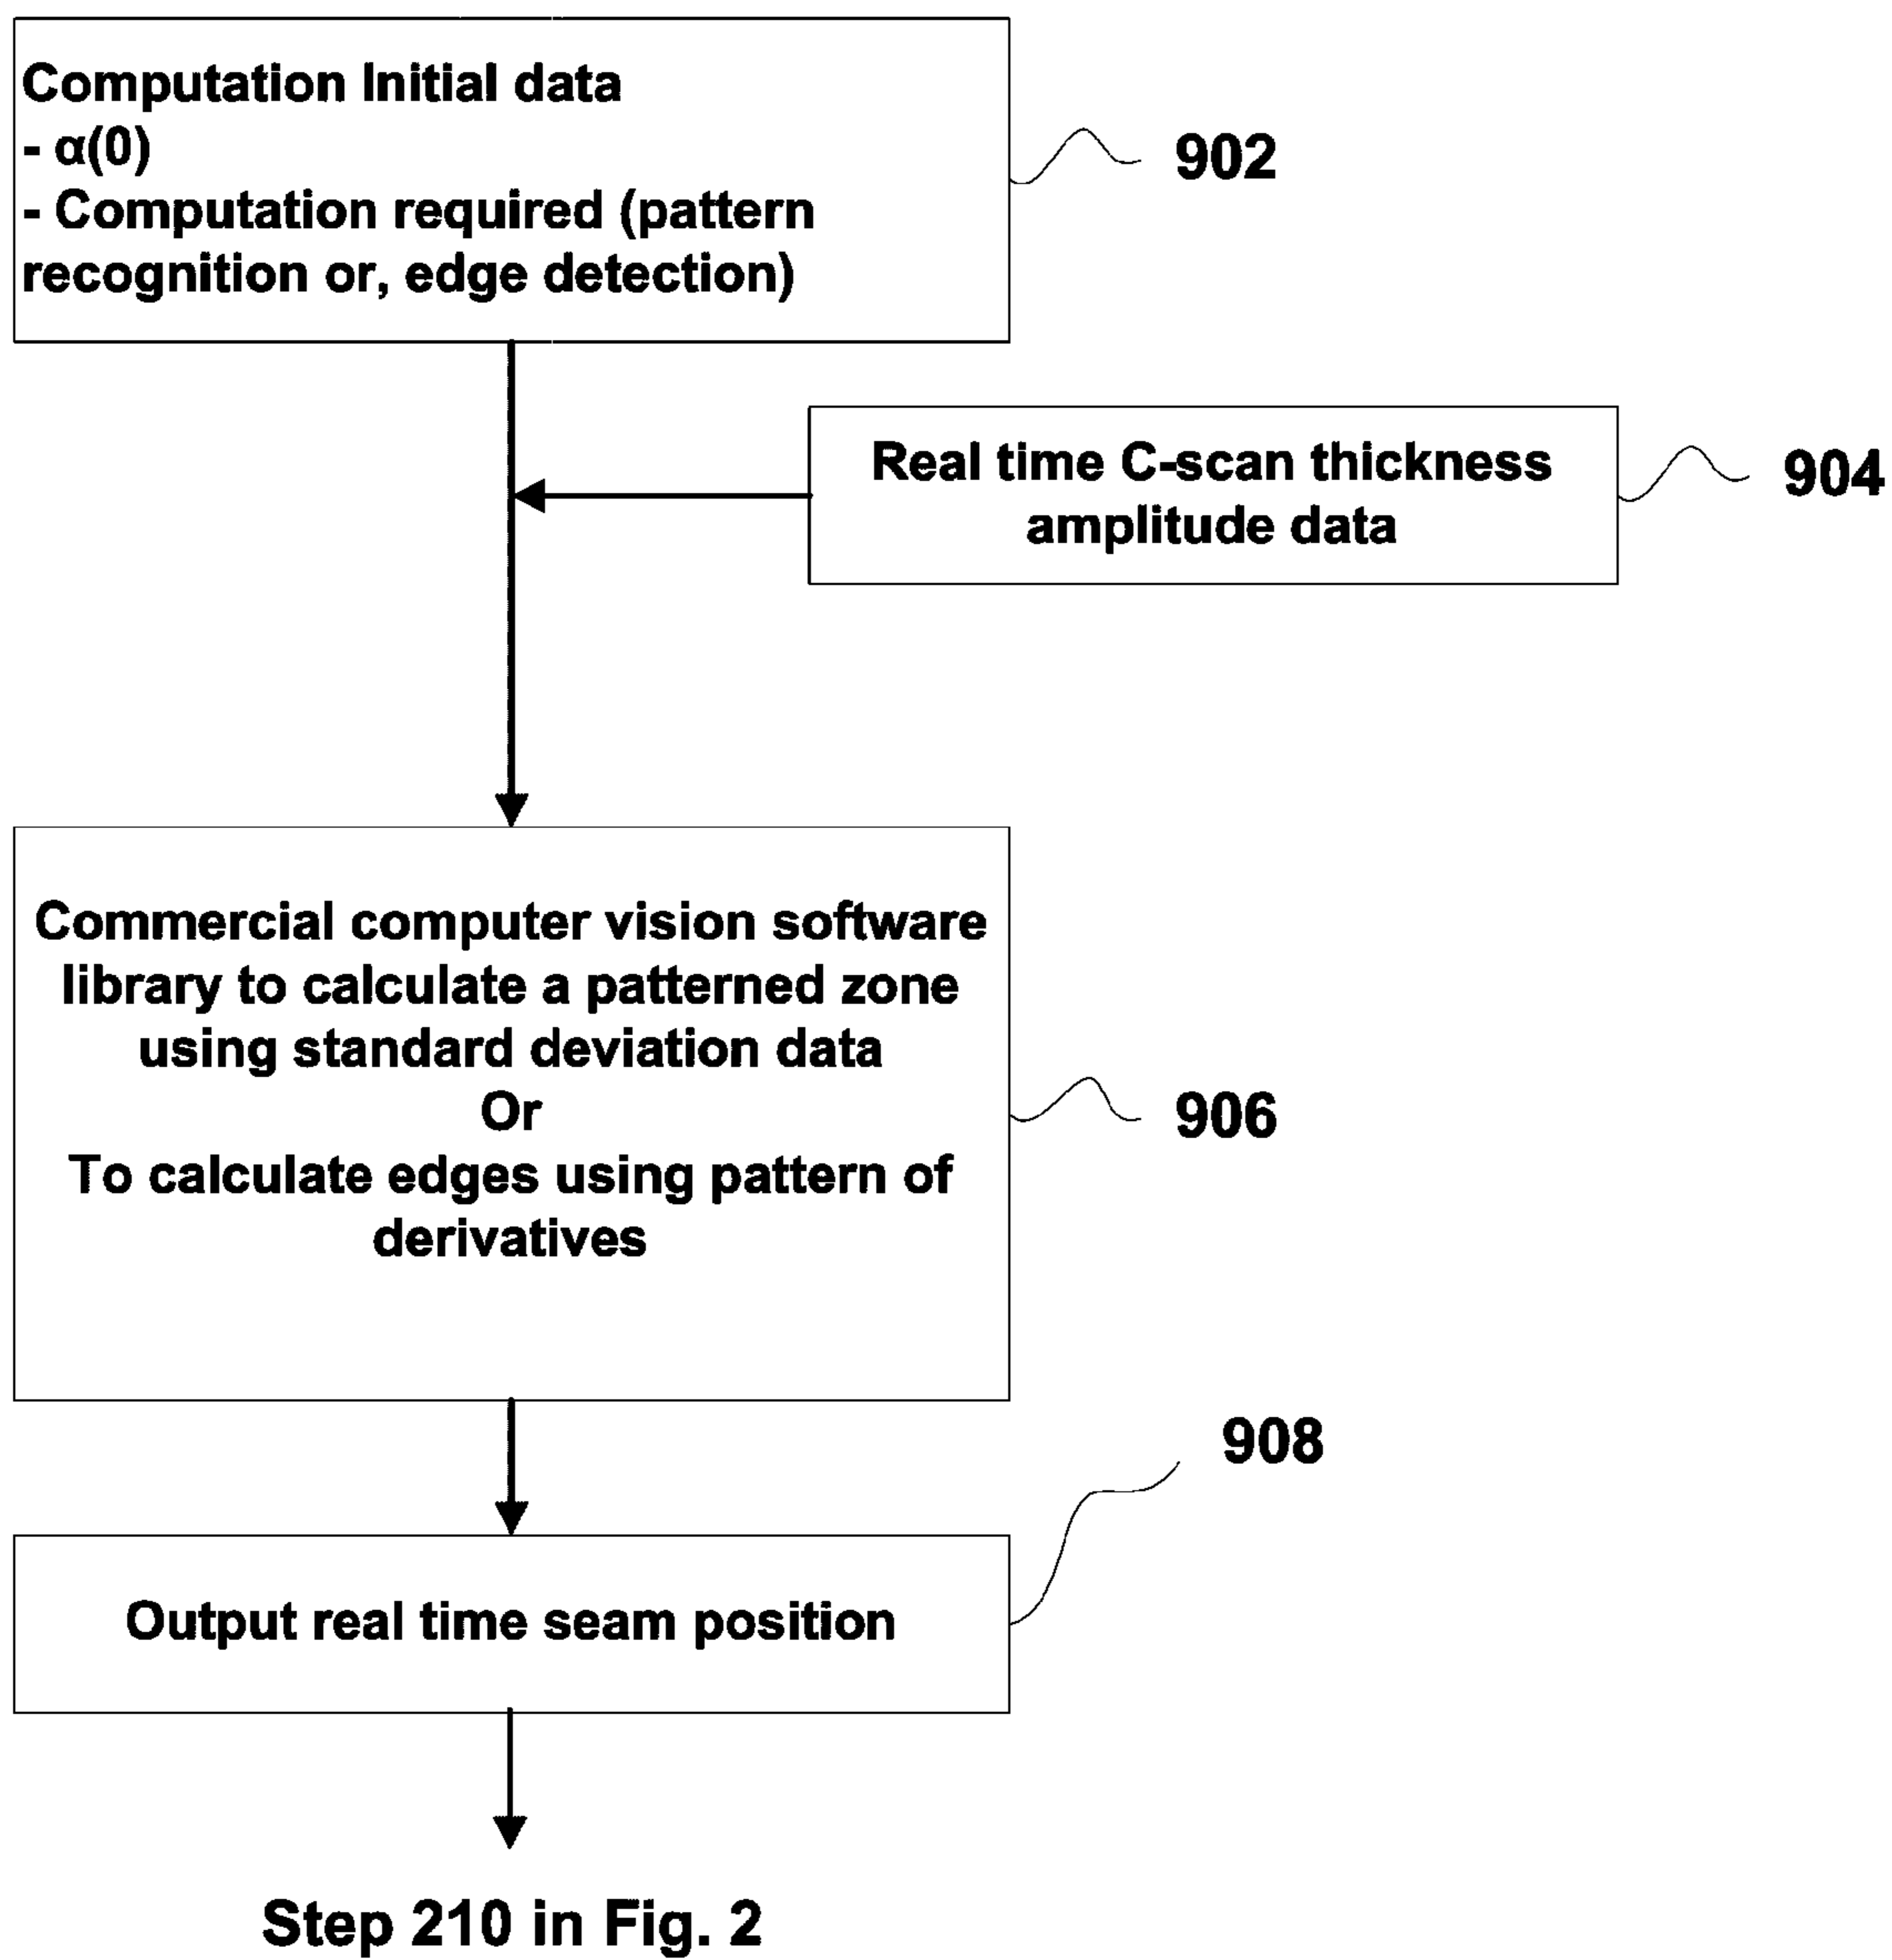 Computation Initial data
- α(0)
- Computation required (pattern
recognition or, edge detection)
902
Real time C-scan thickness
amplitude data
904
Commercial computer vision software
library to calculate a patterned zone
using standard deviation data
Or
To calculate edges using pattern of
derivatives
906
908
Output real time seam position
Step 210 in Fig. 2